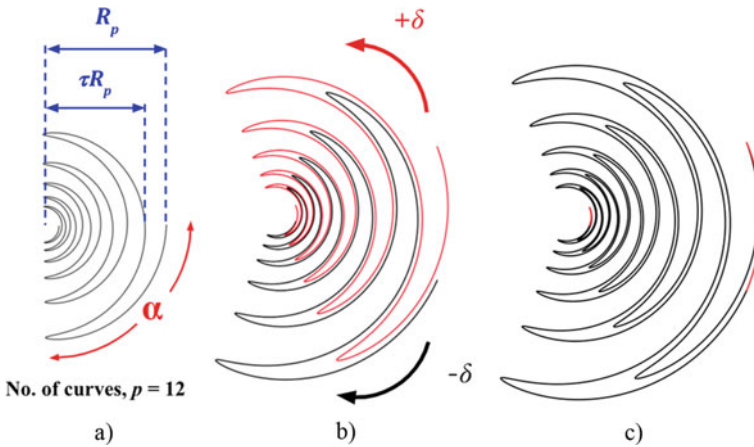 R_p
τR_p
α
No. of curves, p = 12
a)
+δ
-δ
b)
c)